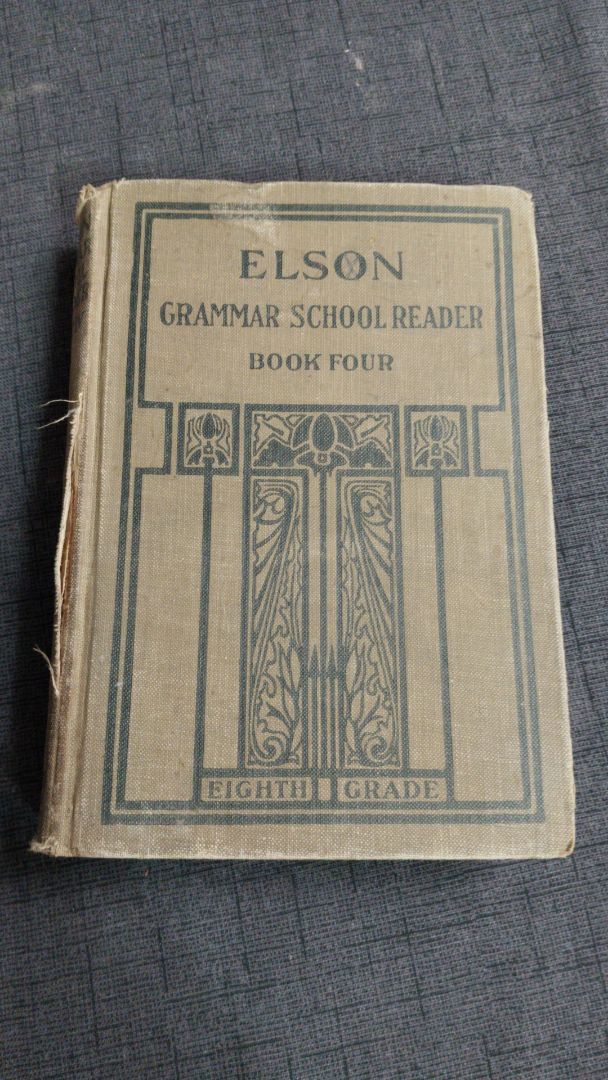 ELSON
GRAMMAR SCHOOL READER
BOOK FOUR
EIGHTH GRADE